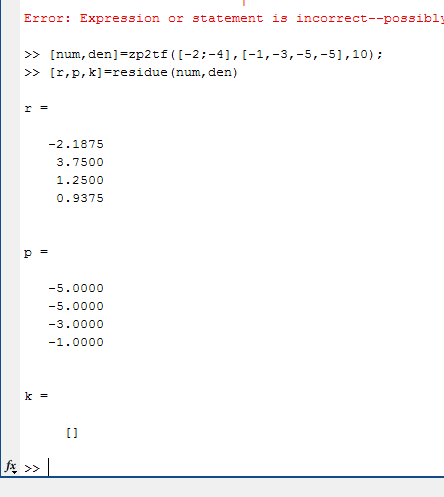 Error: Expression or statement is incorrect--possibly
>> [num,den]=zp2tf([-2;-4],[-1,-3,-5,-5],10);
>> [r,p,k]=residue(num,den)
r =
-2.1875
3.7500
1.2500
0.9375
p =
-5.0000
-5.0000
-3.0000
-1.0000
k =
[]
fx >>